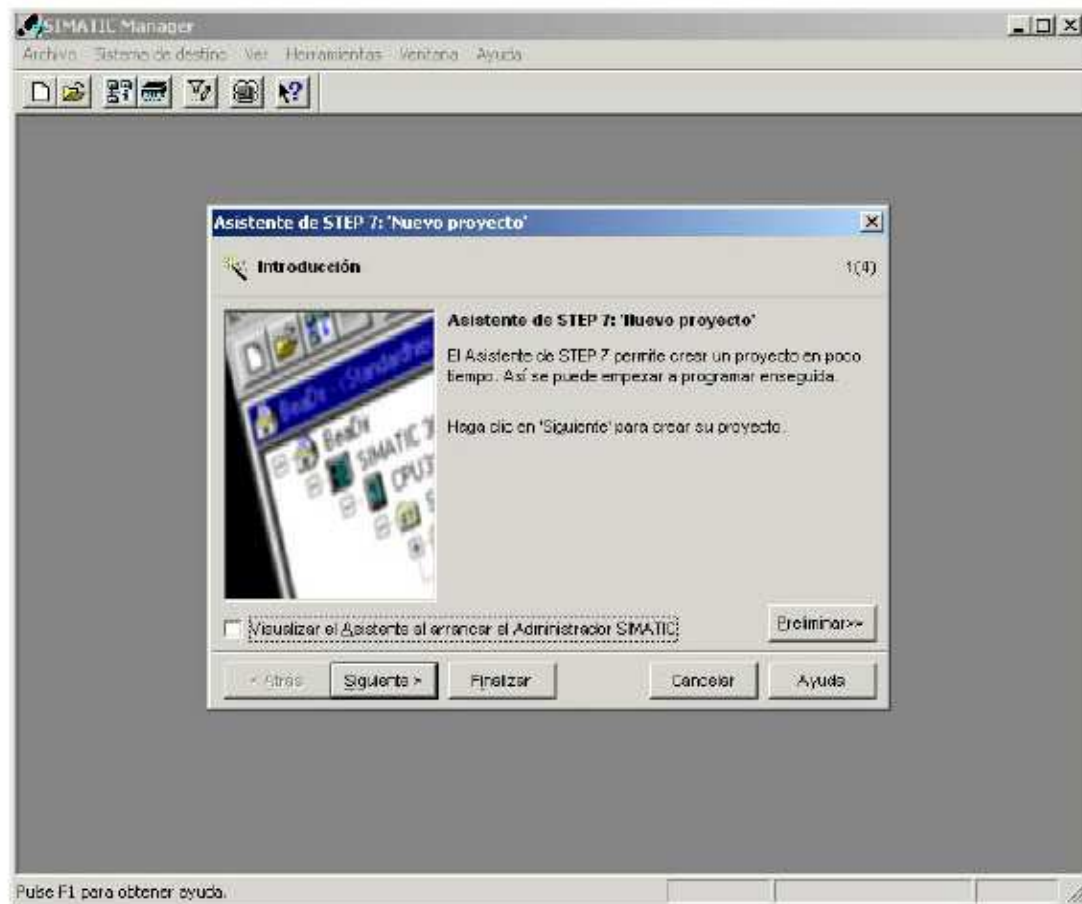 SIMATIC Manager
Archivo Sistema de destino Ver Herramientas Ventana Ayuda
Asistente de STEP 7: 'Nuevo proyecto'
Introducción
1(4)
Asistente de STEP 7: 'Nuevo proyecto'
El Asistente de STEP 7 permite crear un proyecto en poco
tiempo. Así se puede empezar a programar enseguida.
Haga clic en 'Siguiente' para crear su proyecto.
BeaDir
SIMATIC
Visualizar el Asistente al arrancar el Administrador SIMATIC
Preliminar>>
< Atrás
Siguiente >
Finalizar
Cancelar
Ayuda
Pulse F1 para obtener ayuda.